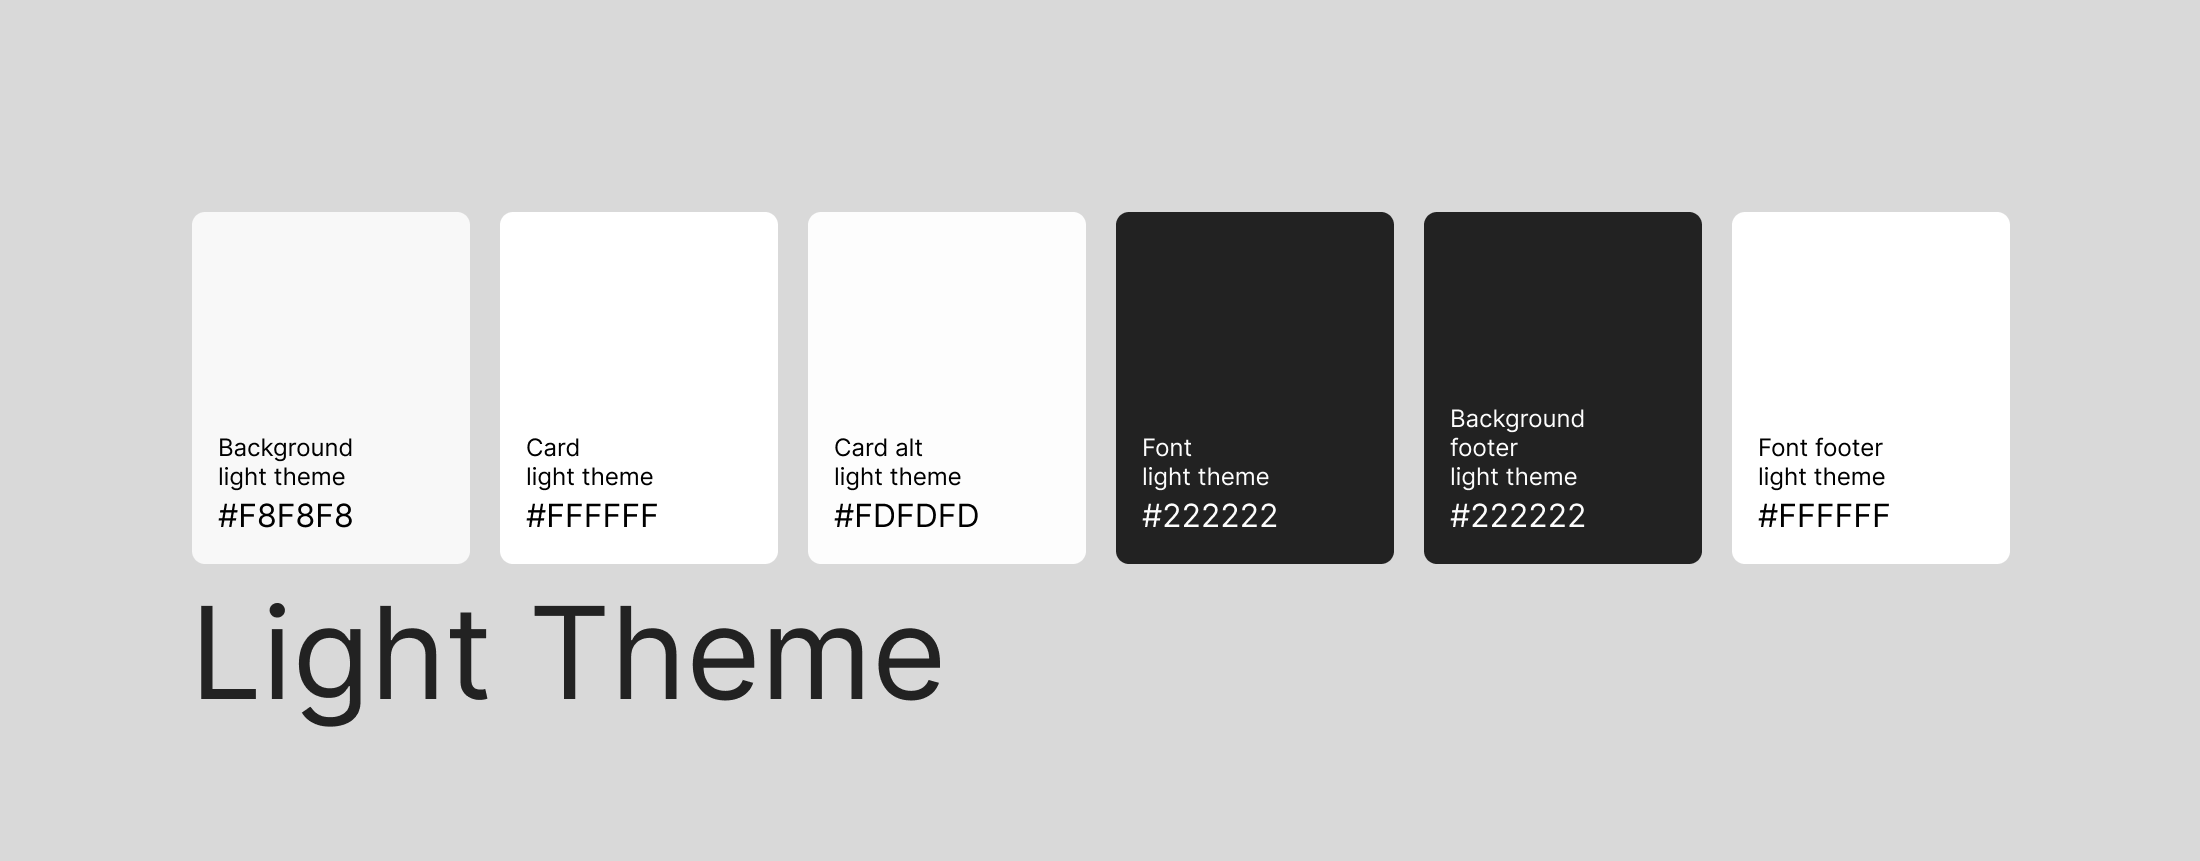 Background
light theme
#F8F8F8
Card
light theme
#FFFFFF
Card alt
light theme
#FDFDFD
Font
light theme
#222222
Background
footer
light theme
#222222
Font footer
light theme
#FFFFFF
Light Theme